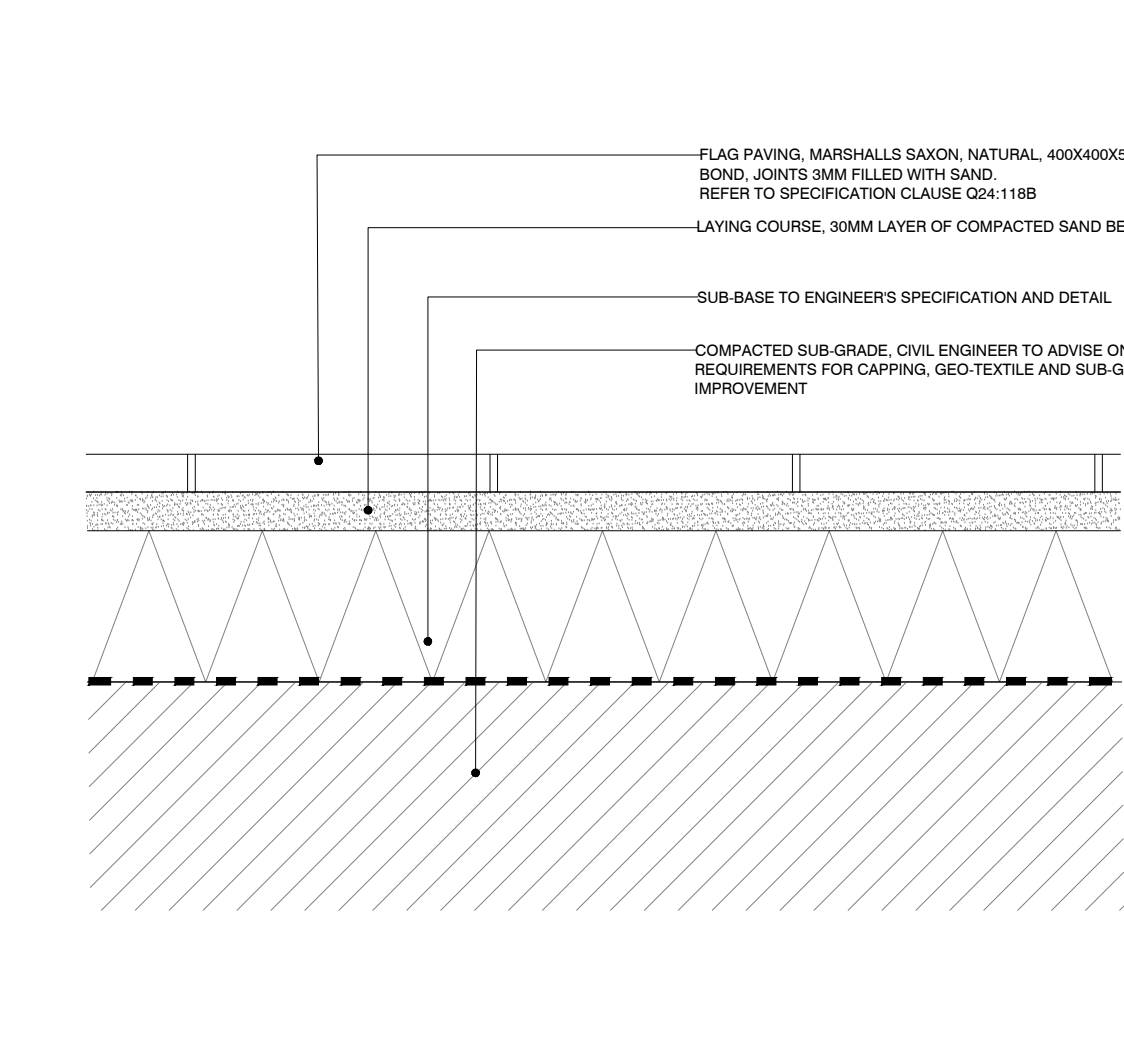 FLAG PAVING, MARSHALLS SAXON, NATURAL, 400X400X5
BOND, JOINTS 3MM FILLED WITH SAND.
REFER TO SPECIFICATION CLAUSE Q24:118B
LAYING COURSE, 30MM LAYER OF COMPACTED SAND BE
SUB-BASE TO ENGINEER'S SPECIFICATION AND DETAIL
COMPACTED SUB-GRADE, CIVIL ENGINEER TO ADVISE ON
REQUIREMENTS FOR CAPPING, GEO-TEXTILE AND SUB-G
IMPROVEMENT